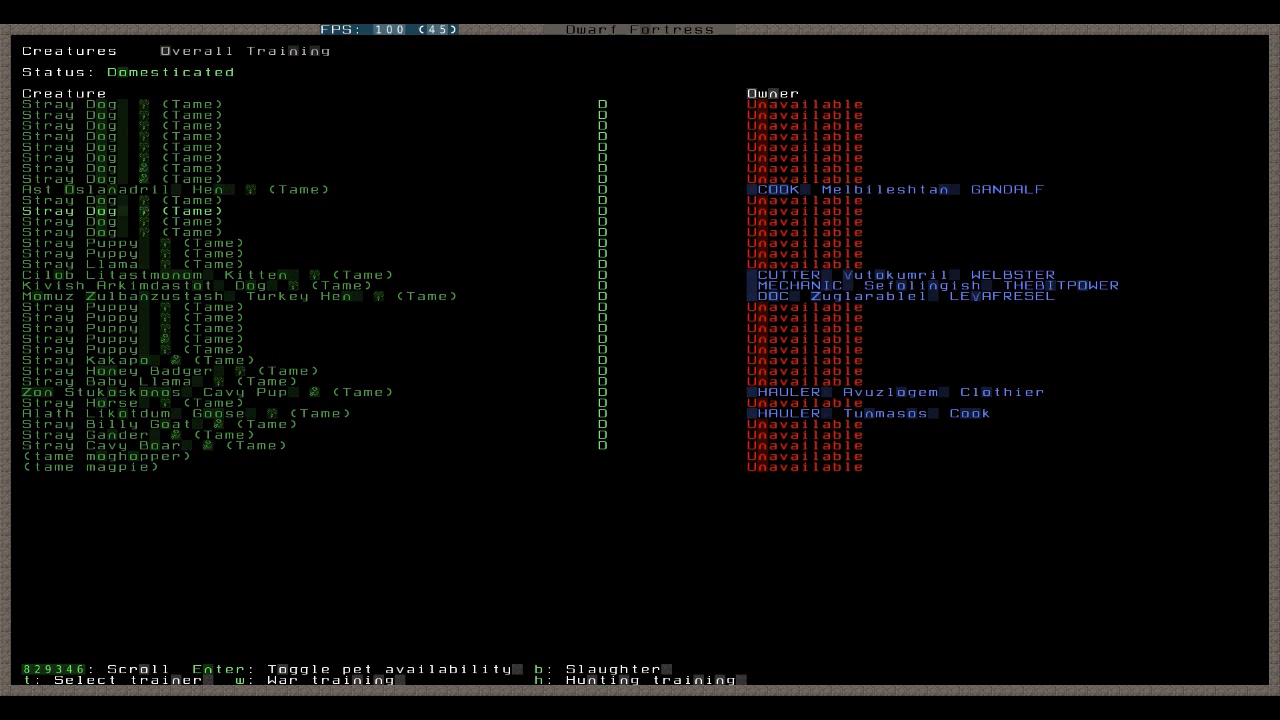 FPS: 100 (45) Dwarf Fortress
Creatures Overall Training
Status: Domesticated
Creature Owner
Stray Dog ♀ (Tame) D Unavailable
Stray Dog ♀ (Tame) D Unavailable
Stray Dog ♀ (Tame) D Unavailable
Stray Dog ♀ (Tame) D Unavailable
Stray Dog ♀ (Tame) D Unavailable
Stray Dog ♀ (Tame) D Unavailable
Stray Dog ♂ (Tame) D Unavailable
Stray Dog ♂ (Tame) D Unavailable
Ast Oslanadril Hen ♀ (Tame) D COOK Melbileshtan GANDALF
Stray Dog ♀ (Tame) D Unavailable
Stray Dog ♀ (Tame) D Unavailable
Stray Dog ♀ (Tame) D Unavailable
Stray Dog ♀ (Tame) D Unavailable
Stray Puppy ♀ (Tame) D Unavailable
Stray Puppy ♀ (Tame) D Unavailable
Stray Llama ♀ (Tame) D Unavailable
Cilob Litastmonom Kitten ♀ (Tame) D CUTTER Vutokumril WELBSTER
Kivish Arkimdastot Dog ♀ (Tame) D MECHANIC Sefolingish THEBITPOWER
Momuz Zulbanzustash Turkey Hen ♀ (Tame) D DOC Zuglarablel LEVAFRESEL
Stray Puppy ♀ (Tame) D Unavailable
Stray Puppy ♀ (Tame) D Unavailable
Stray Puppy ♀ (Tame) D Unavailable
Stray Puppy ♂ (Tame) D Unavailable
Stray Puppy ♀ (Tame) D Unavailable
Stray Kakapo ♂ (Tame) D Unavailable
Stray Honey Badger ♀ (Tame) D Unavailable
Stray Baby Llama ♀ (Tame) D Unavailable
Zon Stukoskonos Cavy Pup ♂ (Tame) D HAULER Avuzlogem Clothier
Stray Horse ♀ (Tame) D Unavailable
Alath Likotdum Goose ♀ (Tame) D HAULER Tunmasos Cook
Stray Billy Goat ♂ (Tame) D Unavailable
Stray Gander ♂ (Tame) D Unavailable
Stray Cavy Boar ♂ (Tame) D Unavailable
(tame moghopper) Unavailable
(tame magpie) Unavailable
829346: Scroll Enter: Toggle pet availability b: Slaughter
t: Select trainer w: War training h: Hunting training